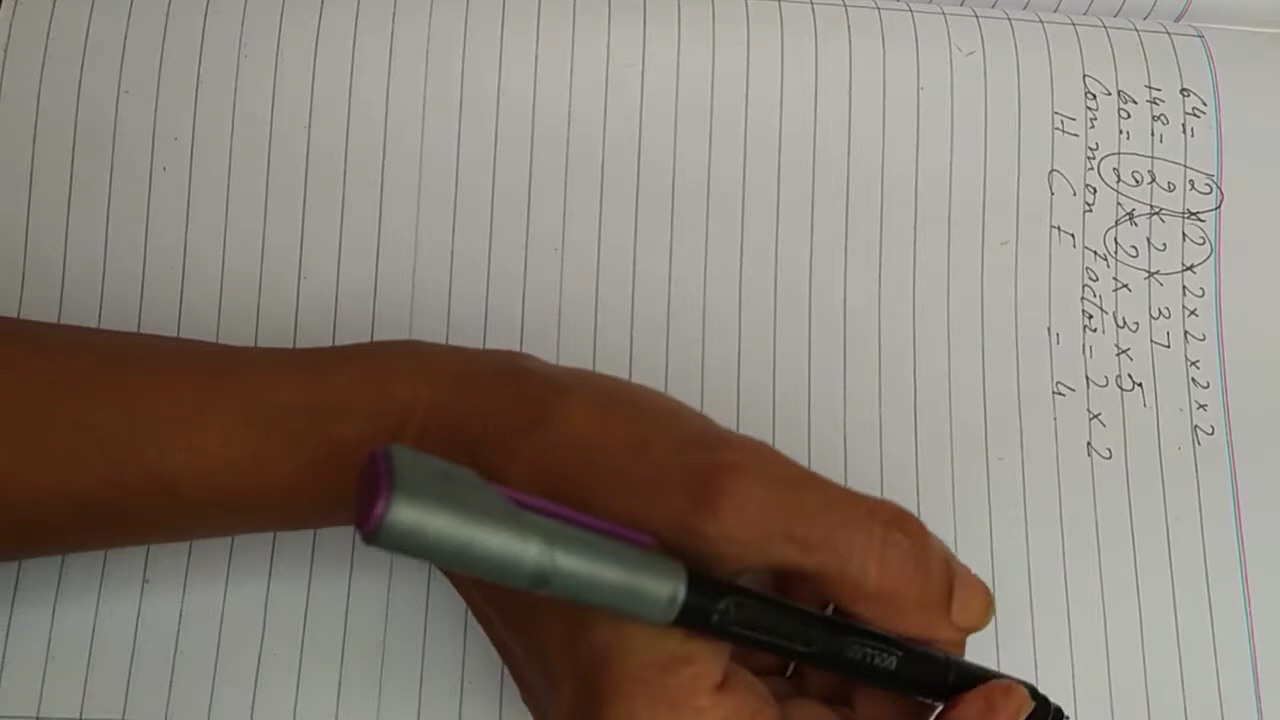 64= 2×2×2×2×2×2
148= 2×2×37
60= 2×2×3×5
Common Factor=2×2
H C F = 4